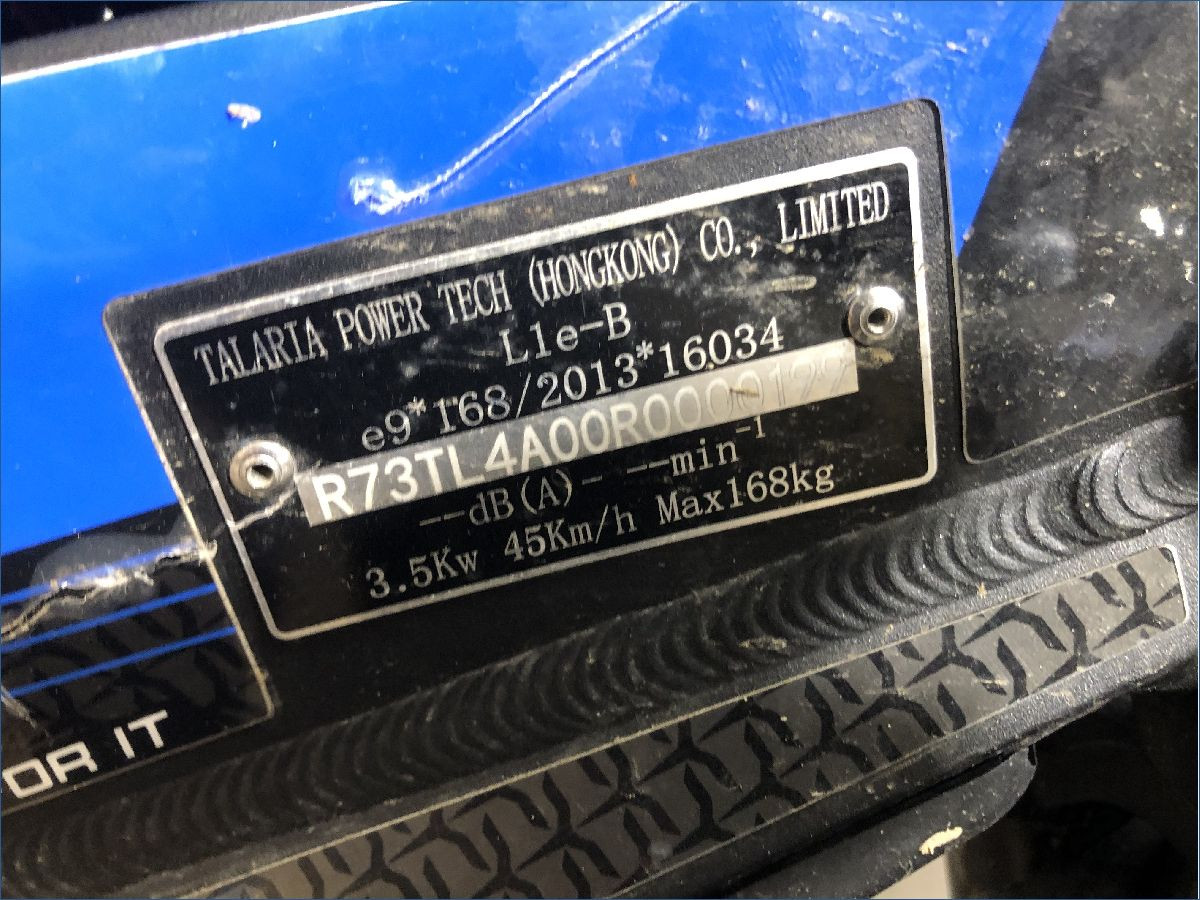 TALARIA POWER TECH (HONGKONG) CO., LIMITED
L1e-B
e9*168/2013*16034
R73TL4A00R0000199
--dB(A)- --min-1
3.5Kw 45Km/h Max168kg
OR IT